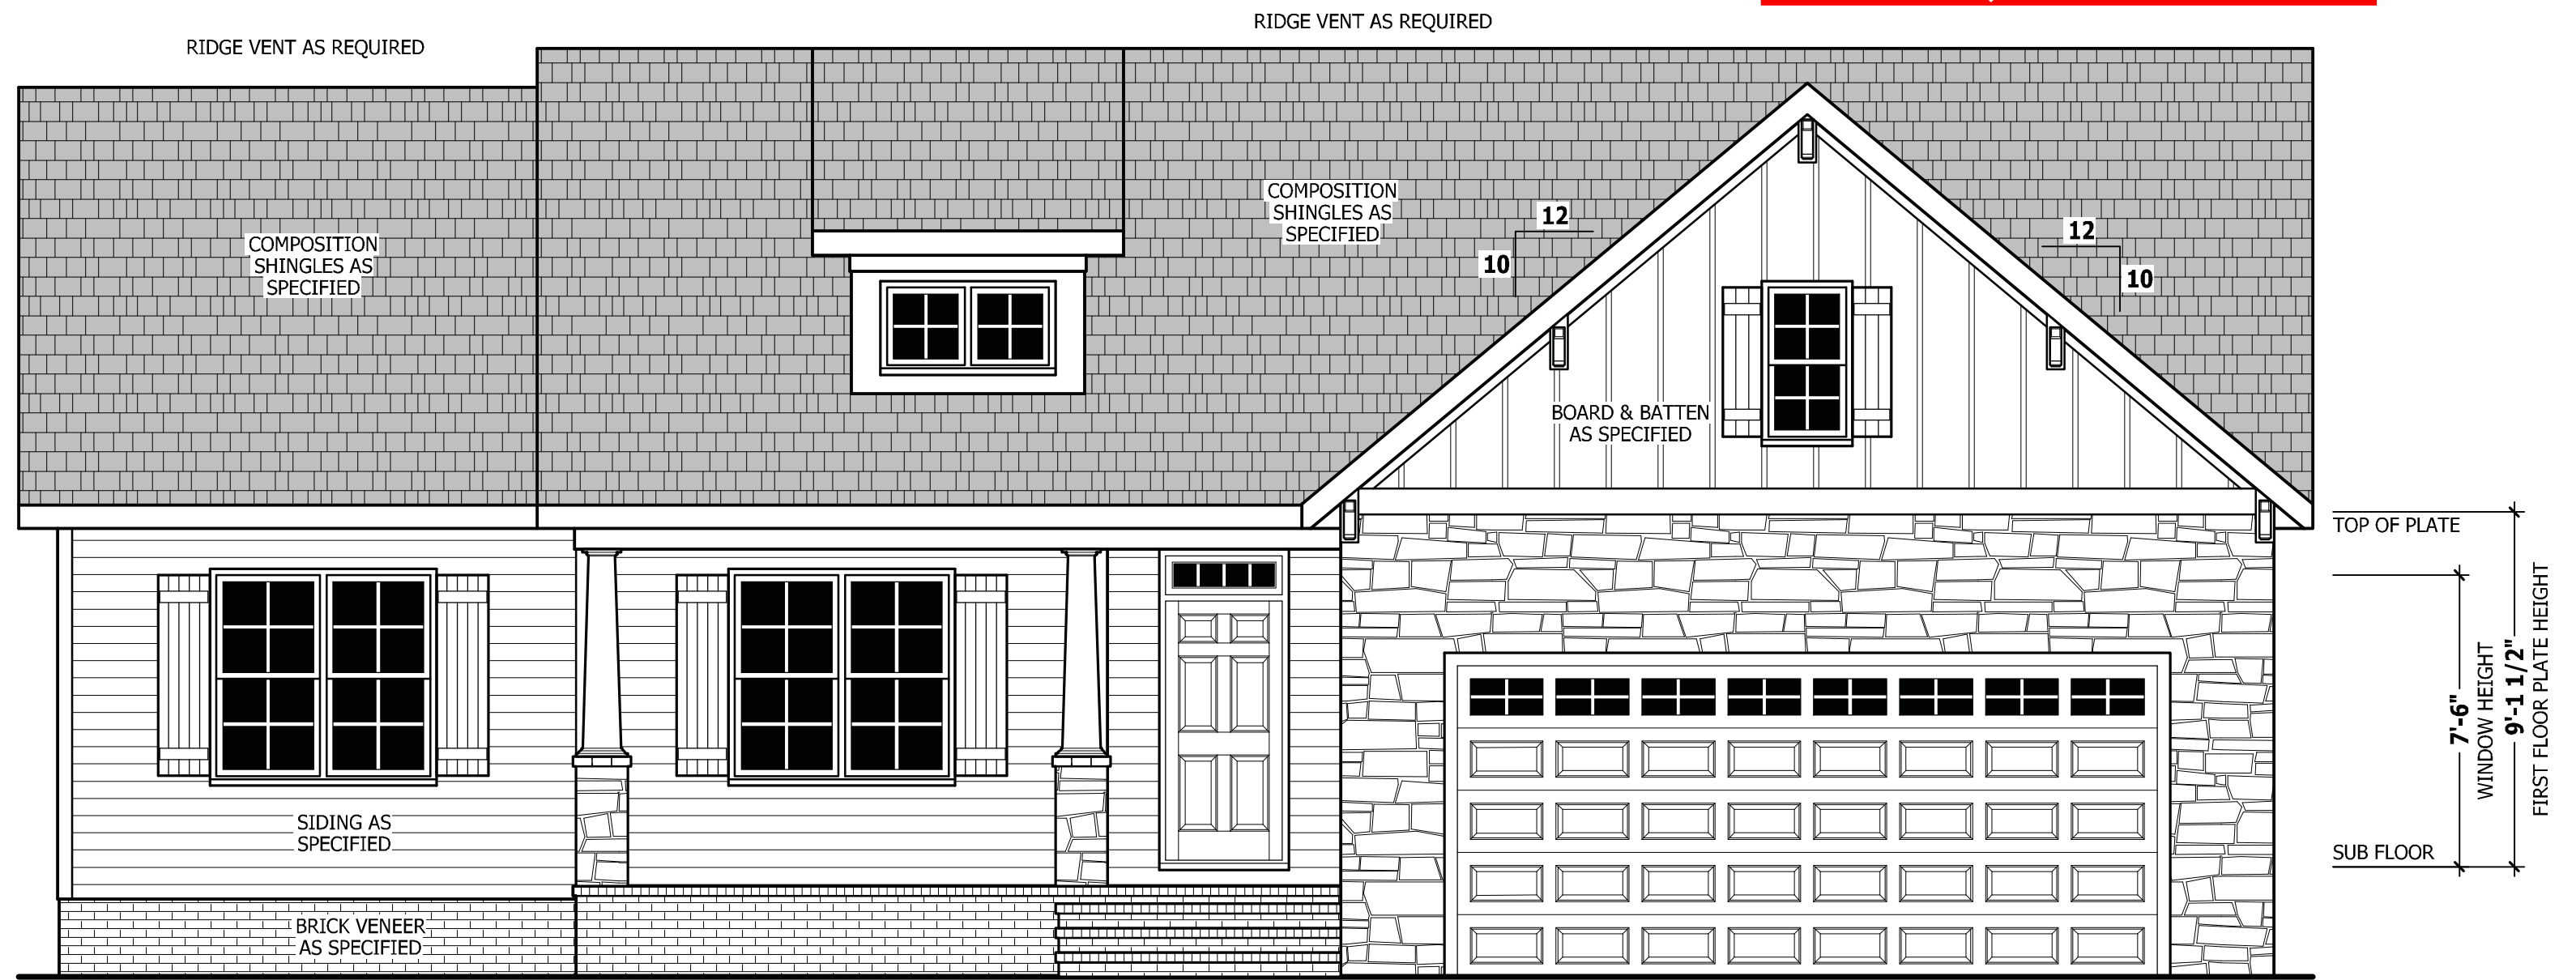 RIDGE VENT AS REQUIRED
RIDGE VENT AS REQUIRED
COMPOSITION
SHINGLES AS
SPECIFIED
COMPOSITION
SHINGLES AS
SPECIFIED
12
10
12
10
BOARD & BATTEN
AS SPECIFIED
TOP OF PLATE
7'-6"
WINDOW HEIGHT
9'-1 1/2"
FIRST FLOOR PLATE HEIGHT
SUB FLOOR
SIDING AS
SPECIFIED
BRICK VENEER
AS SPECIFIED